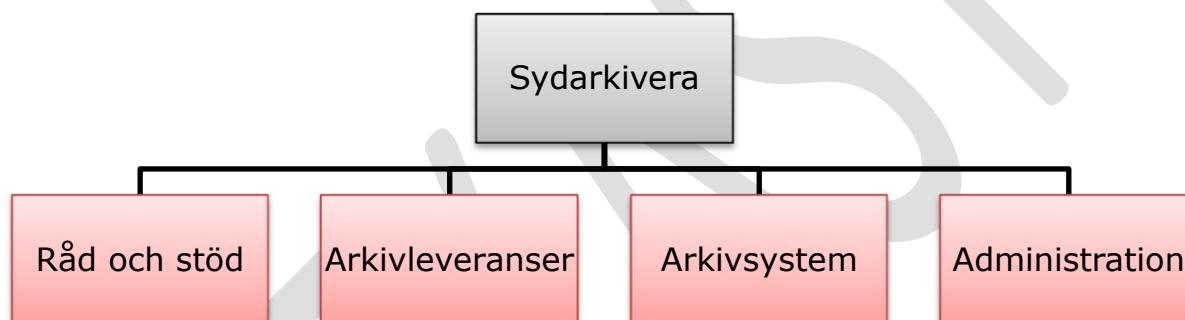 Sydarkivera
Råd och stöd
Arkivleveranser
Arkivsystem
Administration